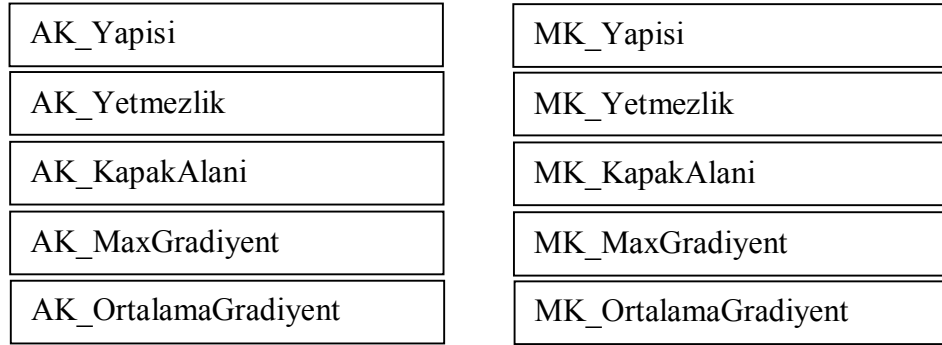 AK_Yapisi
AK_Yetmezlik
AK_KapakAlani
AK_MaxGradiyent
AK_OrtalamaGradiyent
MK_Yapisi
MK_Yetmezlik
MK_KapakAlani
MK_MaxGradiyent
MK_OrtalamaGradiyent